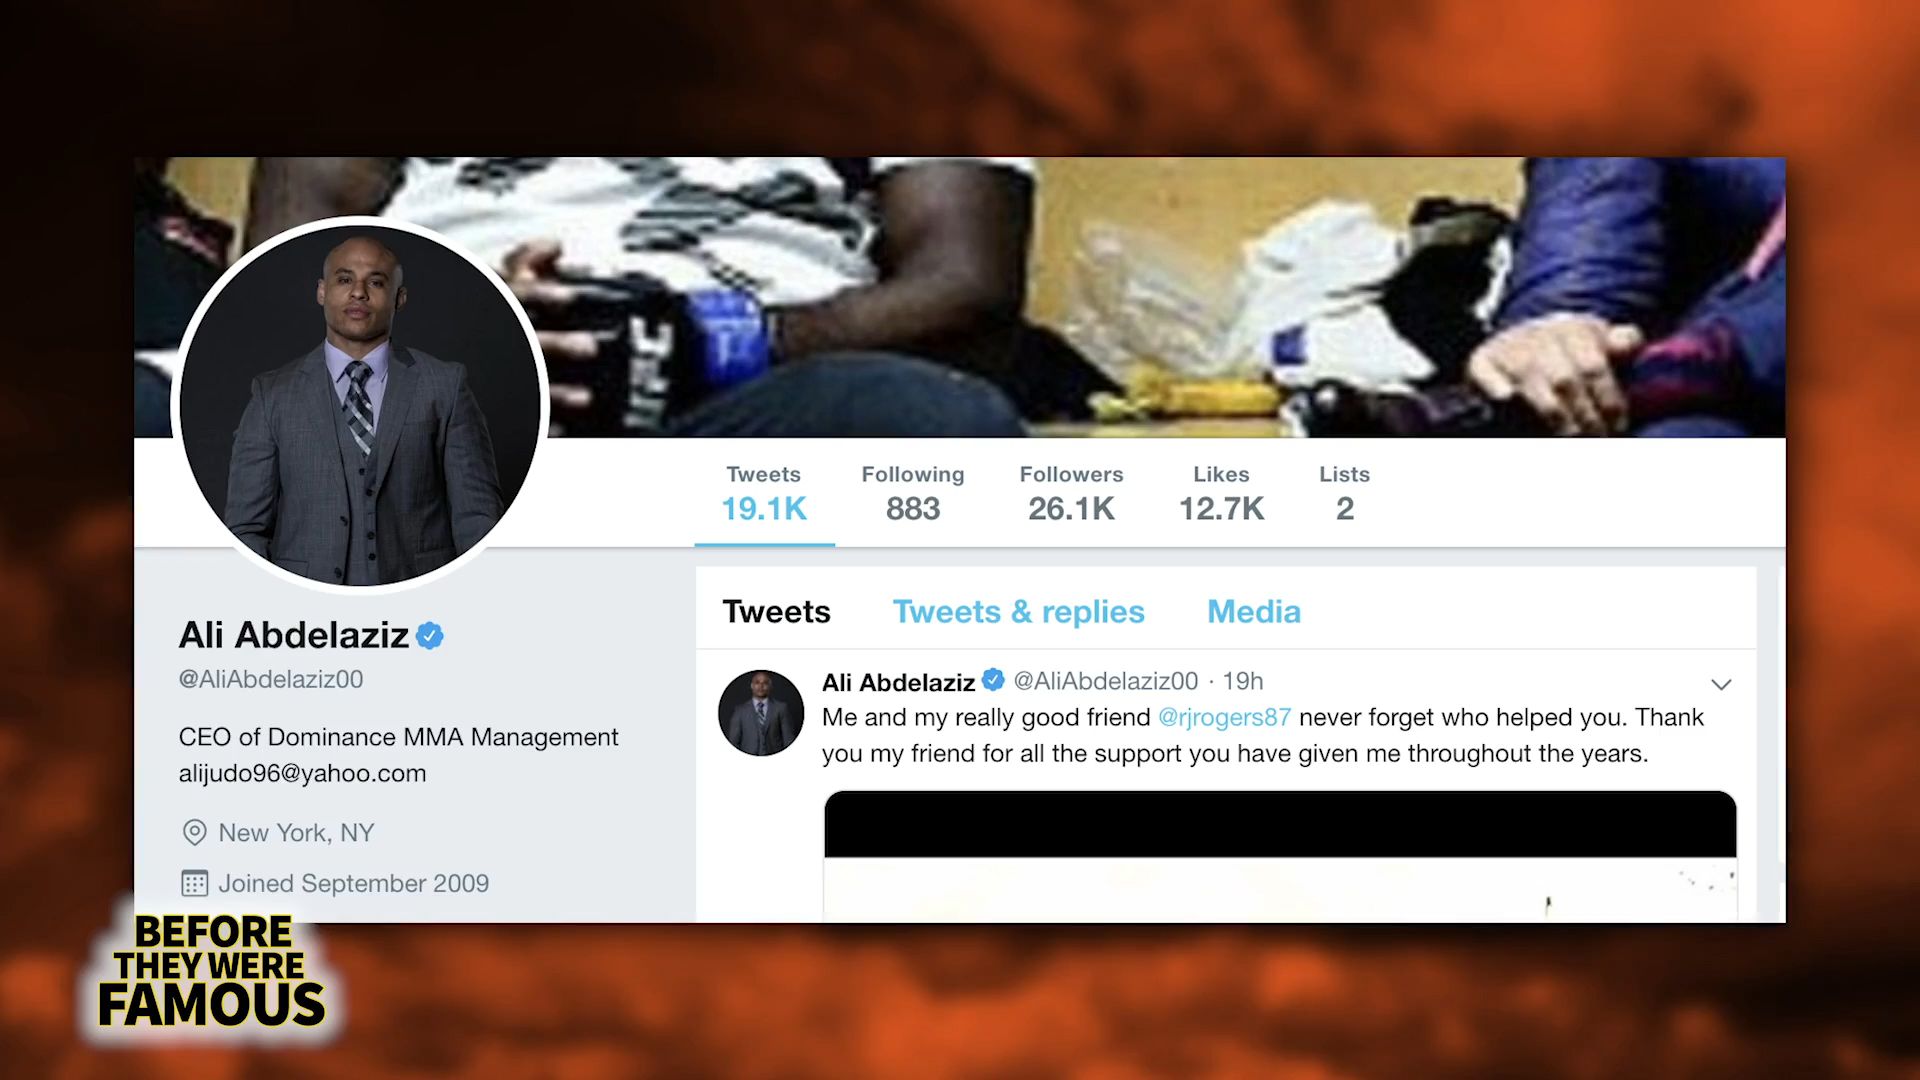 Tweets
19.1K
Following
883
Followers
26.1K
Likes
12.7K
Lists
2
Ali Abdelaziz
@AliAbdelaziz00
CEO of Dominance MMA Management
alijudo96@yahoo.com
New York, NY
Joined September 2009
Tweets
Tweets & replies
Media
Ali Abdelaziz @AliAbdelaziz00 · 19h
Me and my really good friend @rjrogers87 never forget who helped you. Thank
you my friend for all the support you have given me throughout the years.
BEFORE
THEY WERE
FAMOUS